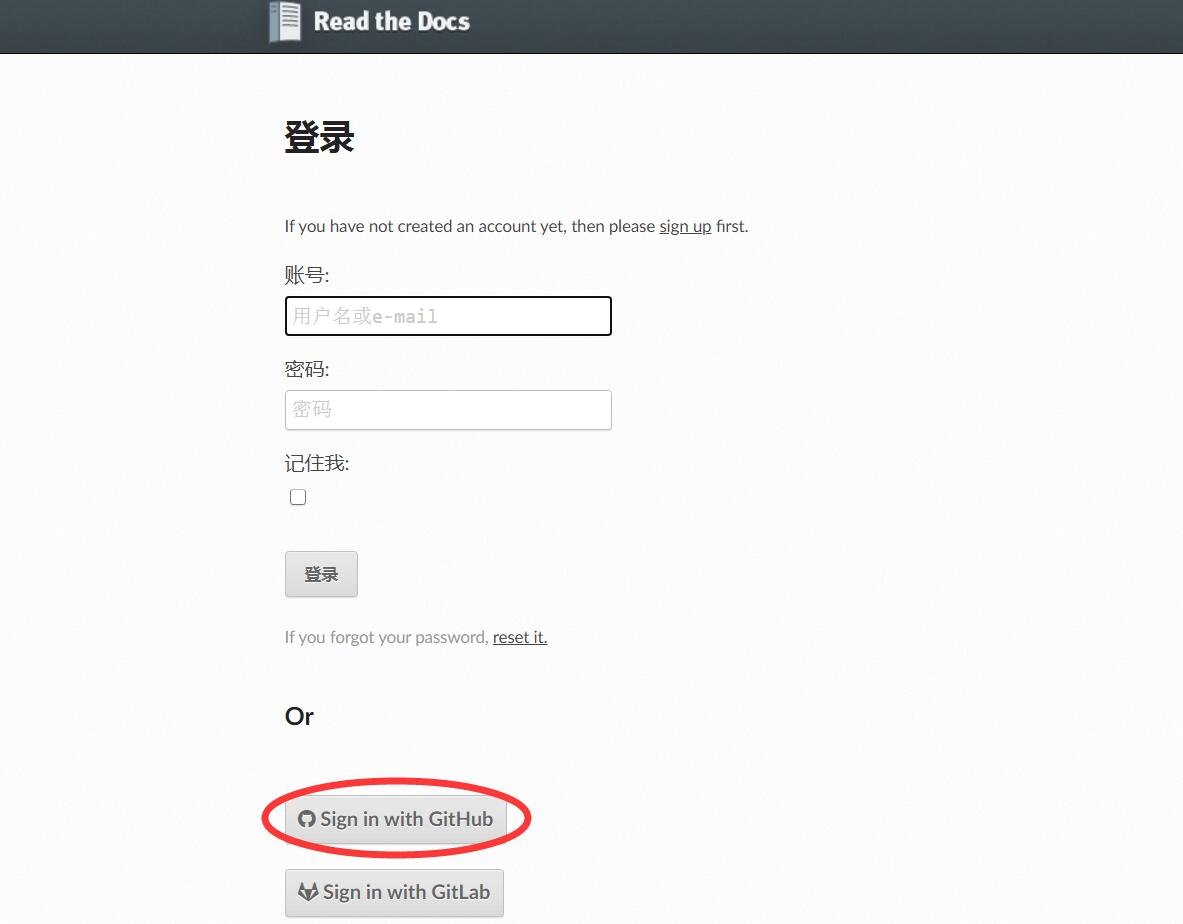 Read the Docs
登录
If you have not created an account yet, then please sign up first.
账号:
用户名或e-mail
密码:
密码
记住我:
登录
If you forgot your password, reset it.
Or
Sign in with GitHub
Sign in with GitLab